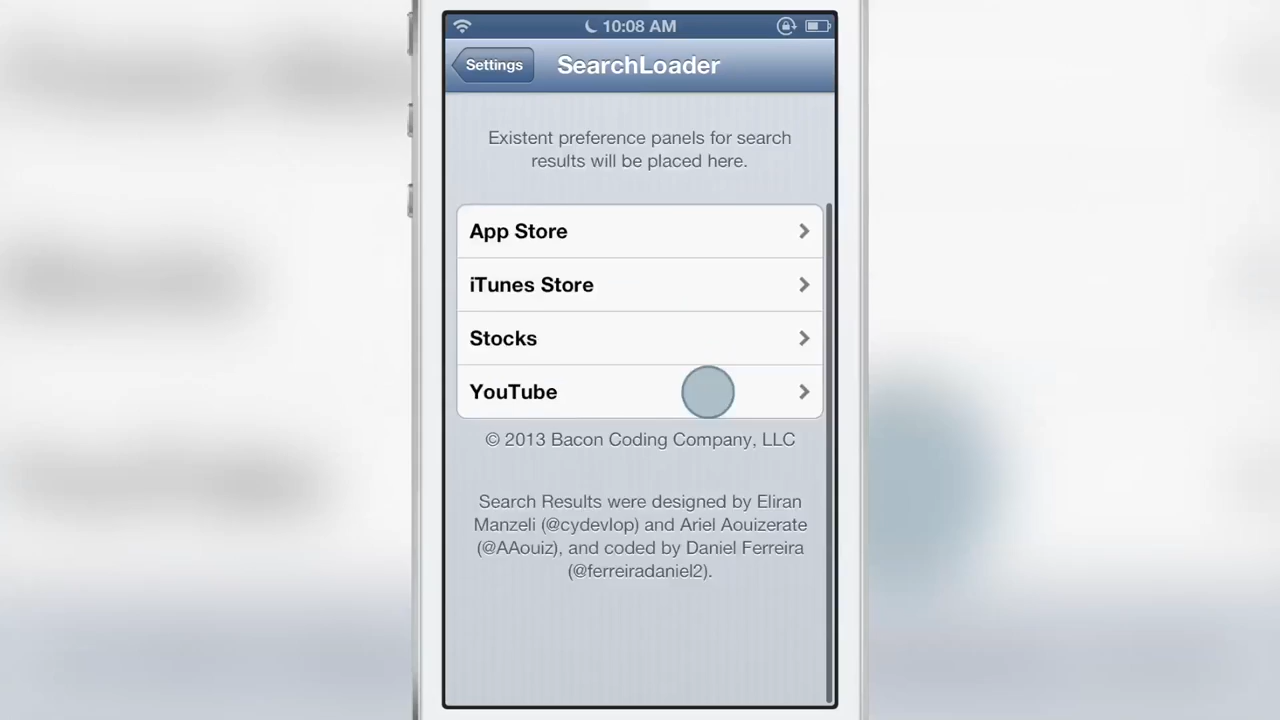 10:08 AM
Settings
SearchLoader
Existent preference panels for search
results will be placed here.
App Store
iTunes Store
Stocks
YouTube
© 2013 Bacon Coding Company, LLC
Search Results were designed by Eliran
Manzeli (@cydevlop) and Ariel Aouizerate
(@AAouiz), and coded by Daniel Ferreira
(@ferreiradaniel2).